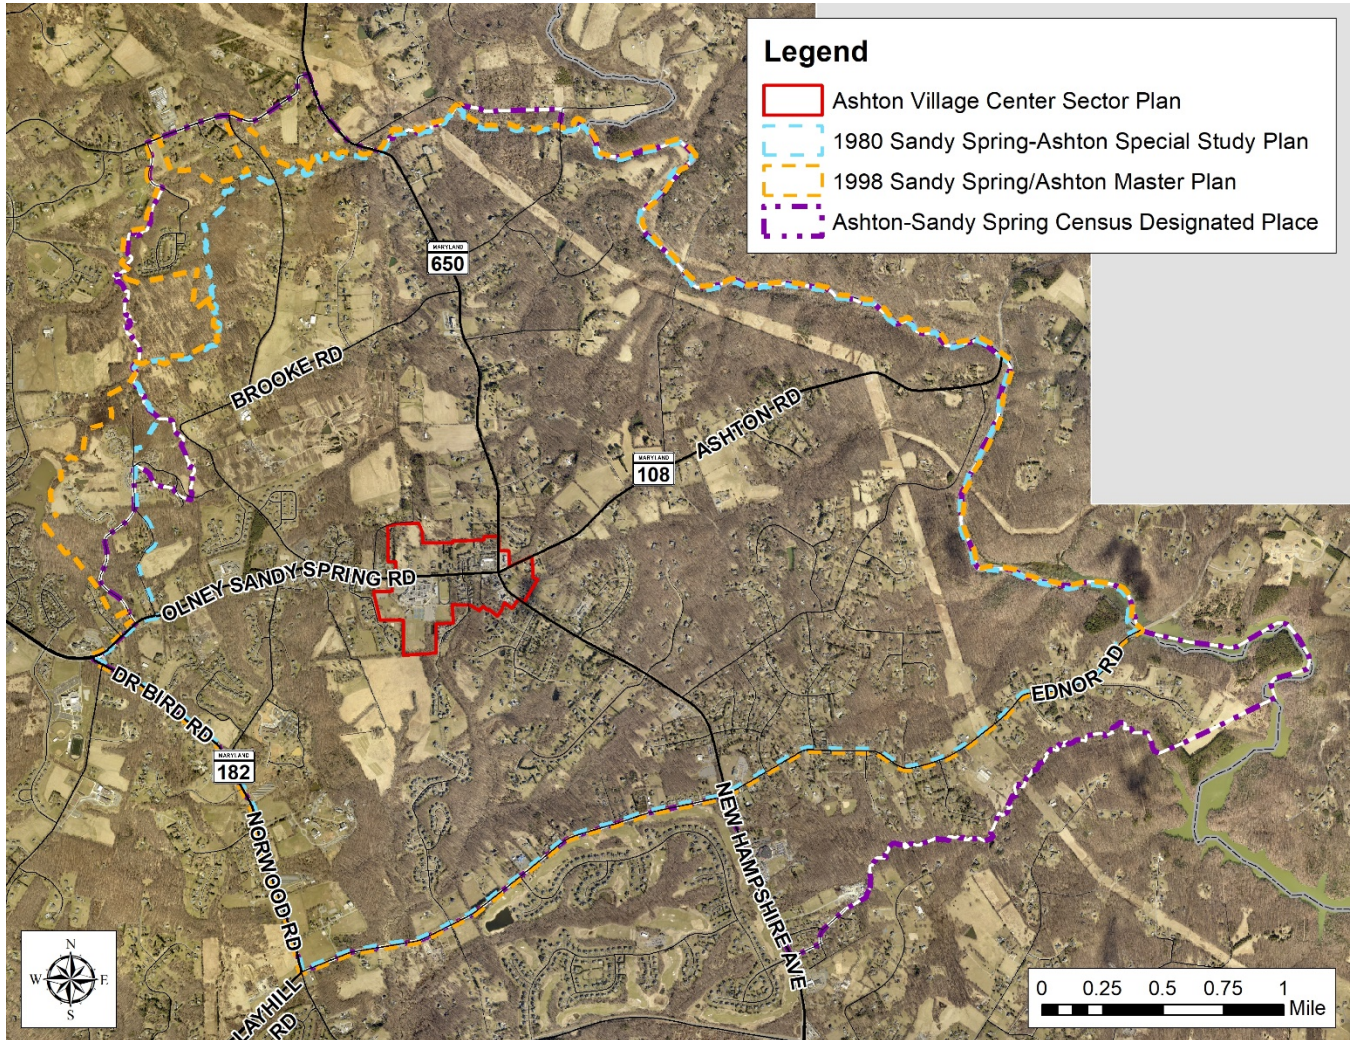 Legend
Ashton Village Center Sector Plan
1980 Sandy Spring-Ashton Special Study Plan
1998 Sandy Spring/Ashton Master Plan
Ashton-Sandy Spring Census Designated Place
MARYLAND
650
BROOKE RD
ASHTON RD
MARYLAND
108
OLNEY SANDY SPRING RD
DR BIRD RD
EDNOR RD
MARYLAND
182
NORWOOD RD
NEW HAMPSHIRE AVE
LAYHILL
RD
N
W
E
S
0 0.25 0.5 0.75 1
Mile